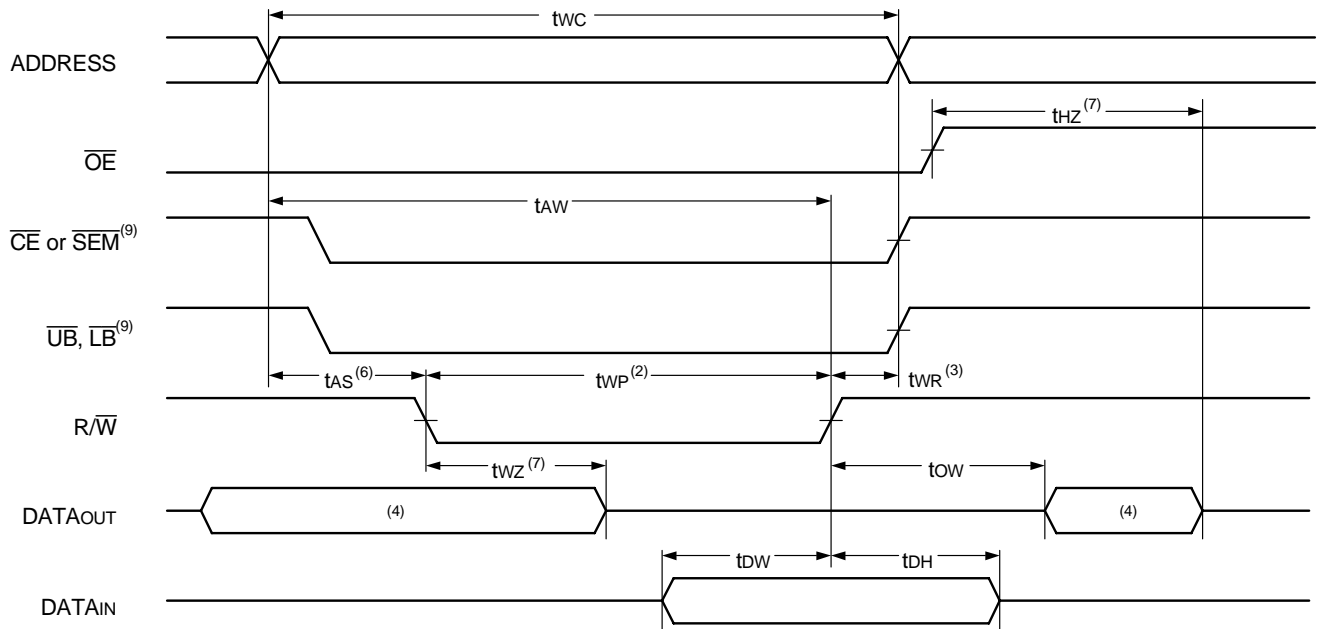 tWC
ADDRESS
tHZ(7)
OE
tAW
CE or SEM(9)
UB, LB(9)
tAS(6)
tWP(2)
tWR(3)
R/W
tWZ(7)
tOW
DATAOUT
(4)
(4)
tDW
tDH
DATAIN